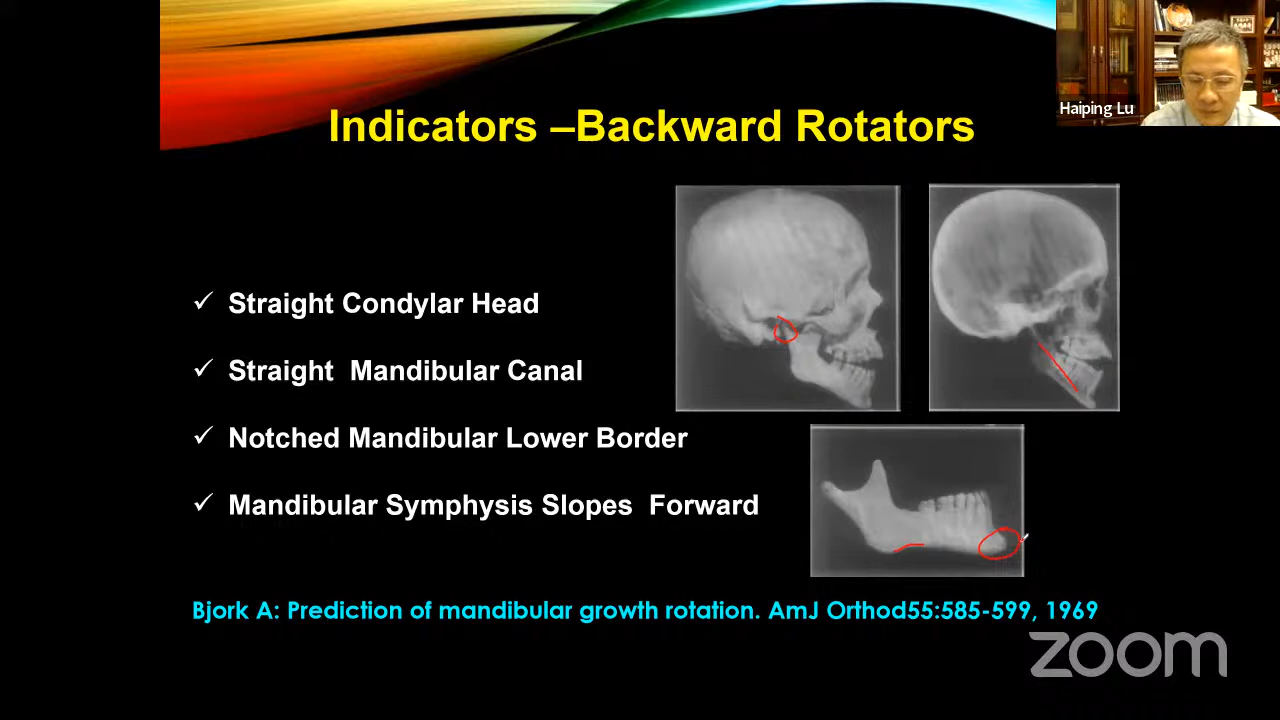 Haiping Lu
Indicators –Backward Rotators
✓ Straight Condylar Head
✓ Straight Mandibular Canal
✓ Notched Mandibular Lower Border
✓ Mandibular Symphysis Slopes Forward
Bjork A: Prediction of mandibular growth rotation. AmJ Orthod55:585-599, 1969
zoom